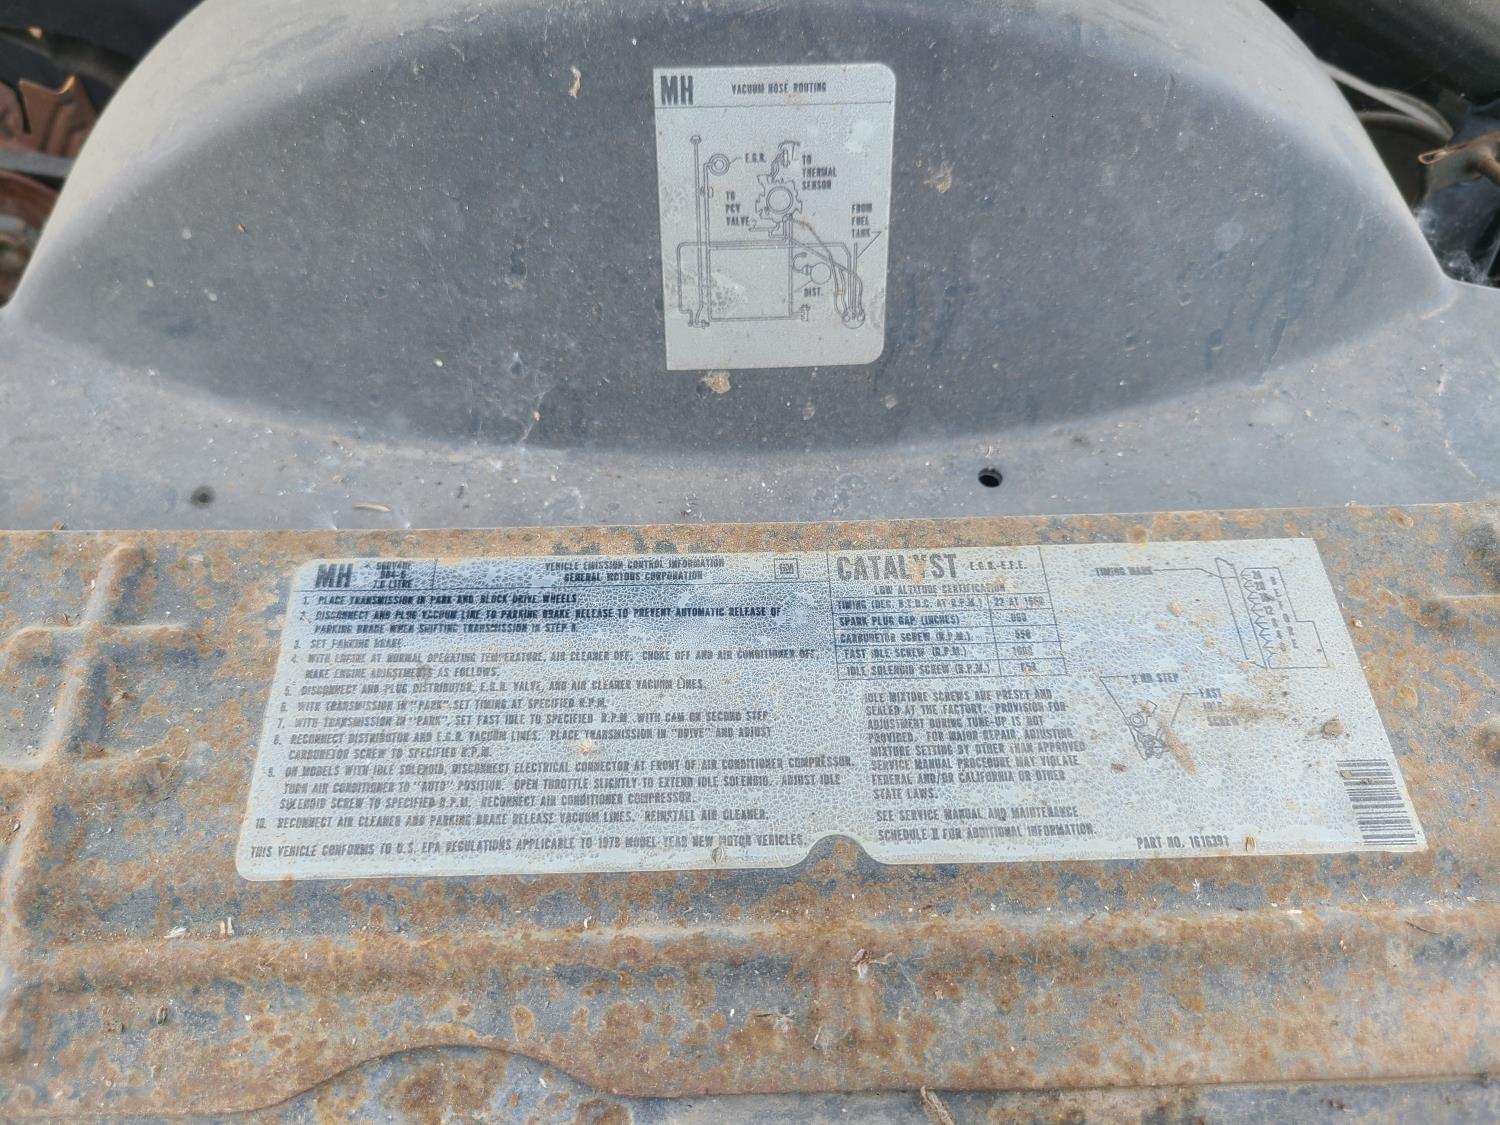 MH VACUUM HOSE ROUTING
E.G.R.
TO
THERMAL
SENSOR
TO
PCV
VALVE
FROM
FUEL
TANK
DIST.
MH
VEHICLE EMISSION CONTROL INFORMATION
GENERAL MOTORS CORPORATION
GM
1. PLACE TRANSMISSION IN PARK AND BLOCK DRIVE WHEELS
2. DISCONNECT AND PLUG VACUUM LINE TO PARKING BRAKE RELEASE TO PREVENT AUTOMATIC RELEASE OF
PARKING BRAKE WHEN SHIFTING TRANSMISSION IN STEP 8.
3. SET PARKING BRAKE.
4. WITH ENGINE AT NORMAL OPERATING TEMPERATURE, AIR CLEANER OFF, CHOKE OFF AND AIR CONDITIONER OFF,
MAKE ENGINE ADJUSTMENTS AS FOLLOWS.
5. DISCONNECT AND PLUG DISTRIBUTOR, E.G.R. VALVE, AND AIR CLEANER VACUUM LINES.
6. WITH TRANSMISSION IN "PARK", SET TIMING AT SPECIFIED R.P.M.
7. WITH TRANSMISSION IN "PARK", SET FAST IDLE TO SPECIFIED R.P.M. WITH CAM ON SECOND STEP.
8. RECONNECT DISTRIBUTOR AND E.G.R. VACUUM LINES. PLACE TRANSMISSION IN "DRIVE" AND ADJUST
CARBURETOR SCREW TO SPECIFIED R.P.M.
9. ON MODELS WITH IDLE SOLENOID, DISCONNECT ELECTRICAL CONNECTOR AT FRONT OF AIR CONDITIONER COMPRESSOR.
TURN AIR CONDITIONER TO "AUTO" POSITION. OPEN THROTTLE SLIGHTLY TO EXTEND IDLE SOLENOID. ADJUST IDLE
SOLENOID SCREW TO SPECIFIED R.P.M. RECONNECT AIR CONDITIONER COMPRESSOR.
10. RECONNECT AIR CLEANER AND PARKING BRAKE RELEASE VACUUM LINES. REINSTALL AIR CLEANER.
THIS VEHICLE CONFORMS TO U.S. EPA REGULATIONS APPLICABLE TO 1978 MODEL-YEAR NEW MOTOR VEHICLES.
CATALYST E.G.R.-E.F.E.
LOW ALTITUDE CERTIFICATION
TIMING (DEG. B.T.D.C. AT R.P.M.)
SPARK PLUG GAP (INCHES) .060
CARBURETOR SCREW (R.P.M.)
FAST IDLE SCREW (R.P.M.)
IDLE SOLENOID SCREW (R.P.M.)
IDLE MIXTURE SCREWS ARE PRESET AND
SEALED AT THE FACTORY. PROVISION FOR
ADJUSTMENT DURING TUNE-UP IS NOT
PROVIDED. FOR MAJOR REPAIR, ADJUSTING
MIXTURE SETTING BY OTHER THAN APPROVED
SERVICE MANUAL PROCEDURE MAY VIOLATE
FEDERAL AND/OR CALIFORNIA OR OTHER
STATE LAWS.
SEE SERVICE MANUAL AND MAINTENANCE
SCHEDULE II FOR ADDITIONAL INFORMATION.
TIMING MARK
2 ND STEP
FAST
IDLE
SCREW
PART NO. 1616391